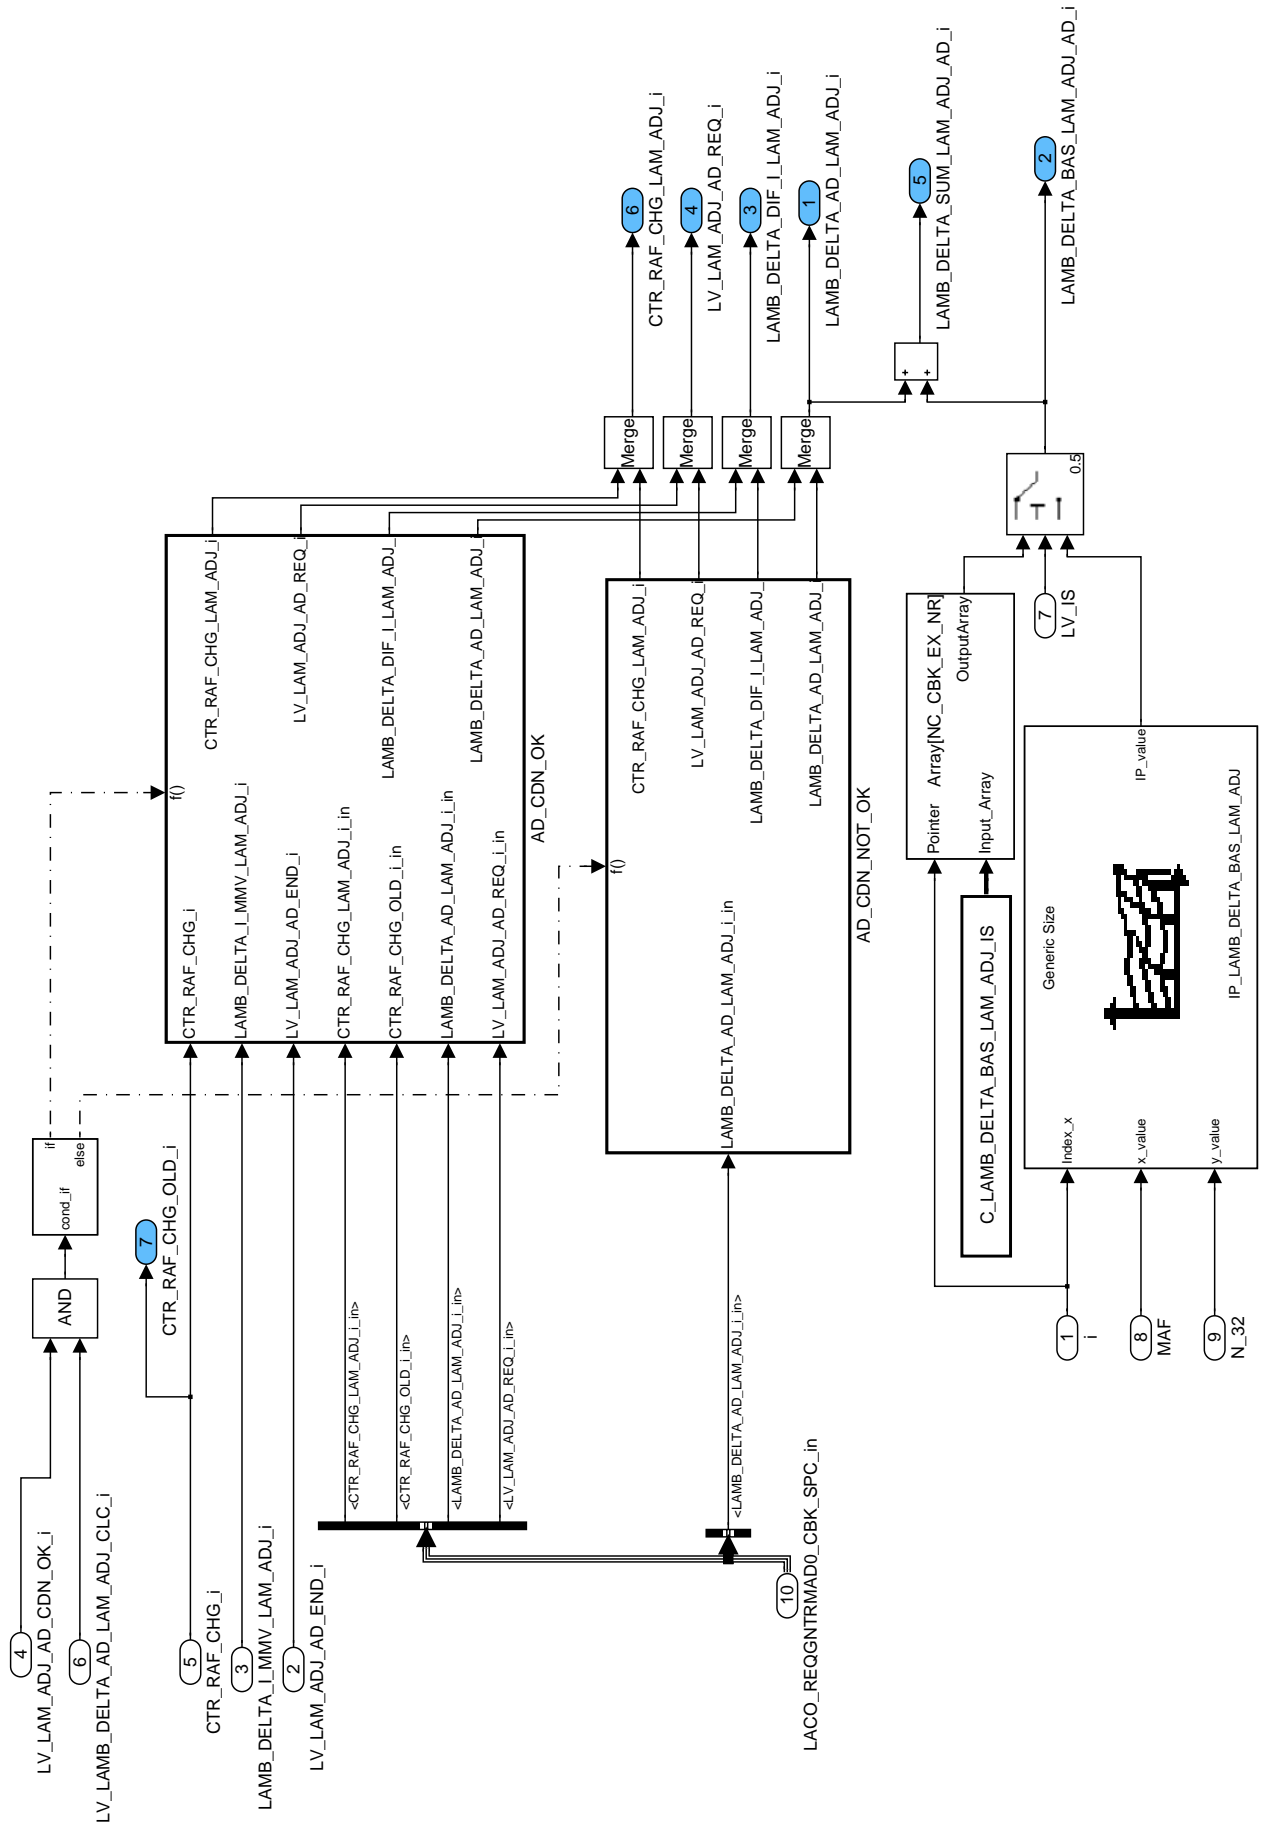 4
LV_LAM_ADJ_AD_CDN_OK_i
6
LV_LAMB_DELTA_AD_LAM_ADJ_CLC_i
AND
cond_if
if
else
7
CTR_RAF_CHG_OLD_i
5
CTR_RAF_CHG_i
3
LAMB_DELTA_I_MMV_LAM_ADJ_i
2
LV_LAM_ADJ_AD_END_i
<CTR_RAF_CHG_LAM_ADJ_i_in>
<CTR_RAF_CHG_OLD_i_in>
<LAMB_DELTA_AD_LAM_ADJ_i_in>
<LV_LAM_ADJ_AD_REQ_i_in>
f()
CTR_RAF_CHG_i
LAMB_DELTA_I_MMV_LAM_ADJ_i
LV_LAM_ADJ_AD_END_i
CTR_RAF_CHG_LAM_ADJ_i_in
CTR_RAF_CHG_OLD_i_in
LAMB_DELTA_AD_LAM_ADJ_i_in
LV_LAM_ADJ_AD_REQ_i_in
CTR_RAF_CHG_LAM_ADJ_i
LV_LAM_ADJ_AD_REQ_i
LAMB_DELTA_DIF_I_LAM_ADJ_
LAMB_DELTA_AD_LAM_ADJ_i
AD_CDN_OK
10
LACO_REQGNTRMAD0_CBK_SPC_in
<LAMB_DELTA_AD_LAM_ADJ_i_in>
f()
LAMB_DELTA_AD_LAM_ADJ_i_in
CTR_RAF_CHG_LAM_ADJ_i
LV_LAM_ADJ_AD_REQ_i
LAMB_DELTA_DIF_I_LAM_ADJ_
LAMB_DELTA_AD_LAM_ADJ_i
AD_CDN_NOT_OK
Merge
Merge
Merge
Merge
6
CTR_RAF_CHG_LAM_ADJ_i
4
LV_LAM_ADJ_AD_REQ_i
3
LAMB_DELTA_DIF_I_LAM_ADJ_i
1
LAMB_DELTA_AD_LAM_ADJ_i
+
+
5
LAMB_DELTA_SUM_LAM_ADJ_AD_i
2
LAMB_DELTA_BAS_LAM_ADJ_AD_i
Pointer
Array[NC_CBK_EX_NR]
OutputArray
Input_Array
C_LAMB_DELTA_BAS_LAM_ADJ_IS
7
LV_IS
0.5
1
i
8
MAF
9
N_32
Index_x
x_value
y_value
Generic Size
IP_value
IP_LAMB_DELTA_BAS_LAM_ADJ